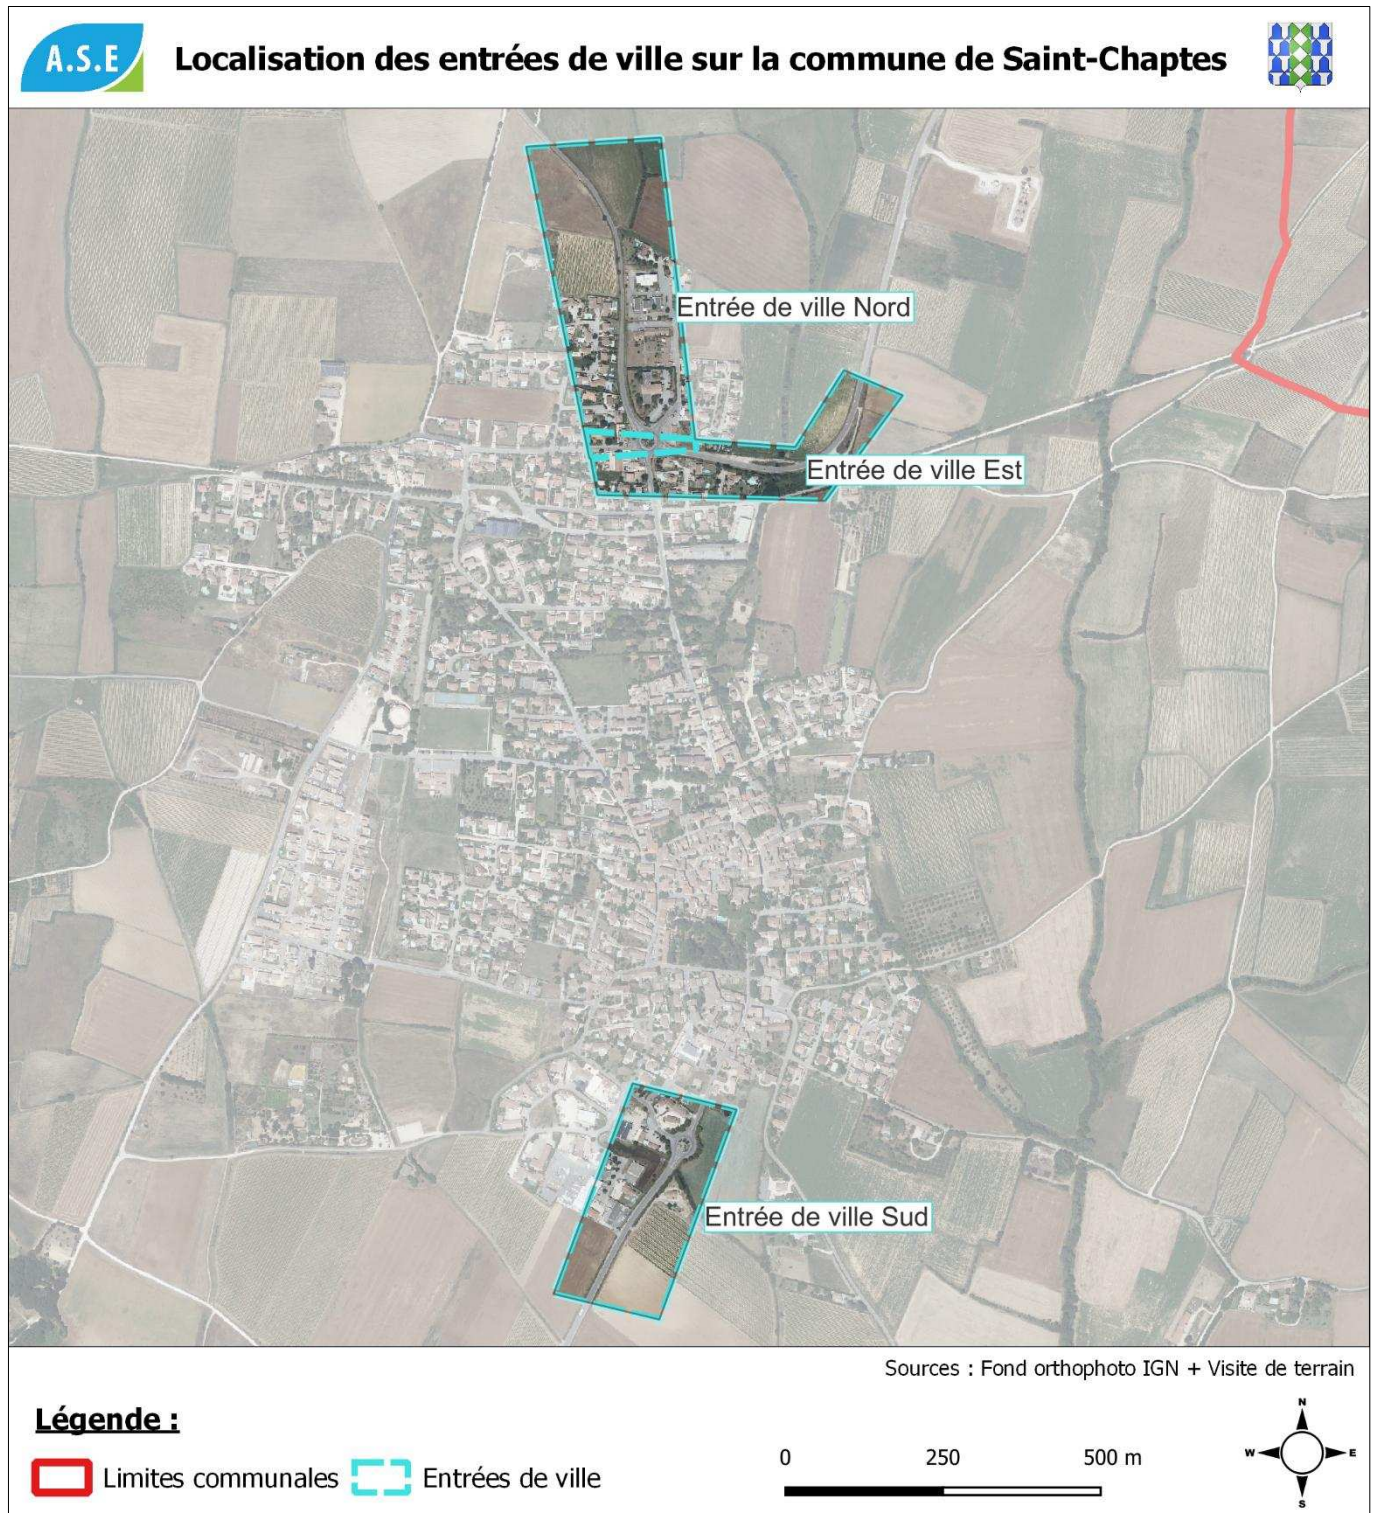 A.S.E
Localisation des entrées de ville sur la commune de Saint-Chaptes
Entrée de ville Nord
Entrée de ville Est
Entrée de ville Sud
Sources : Fond orthophoto IGN + Visite de terrain
Légende :
Limites communales
Entrées de ville
0 250 500 m
N
W E
S